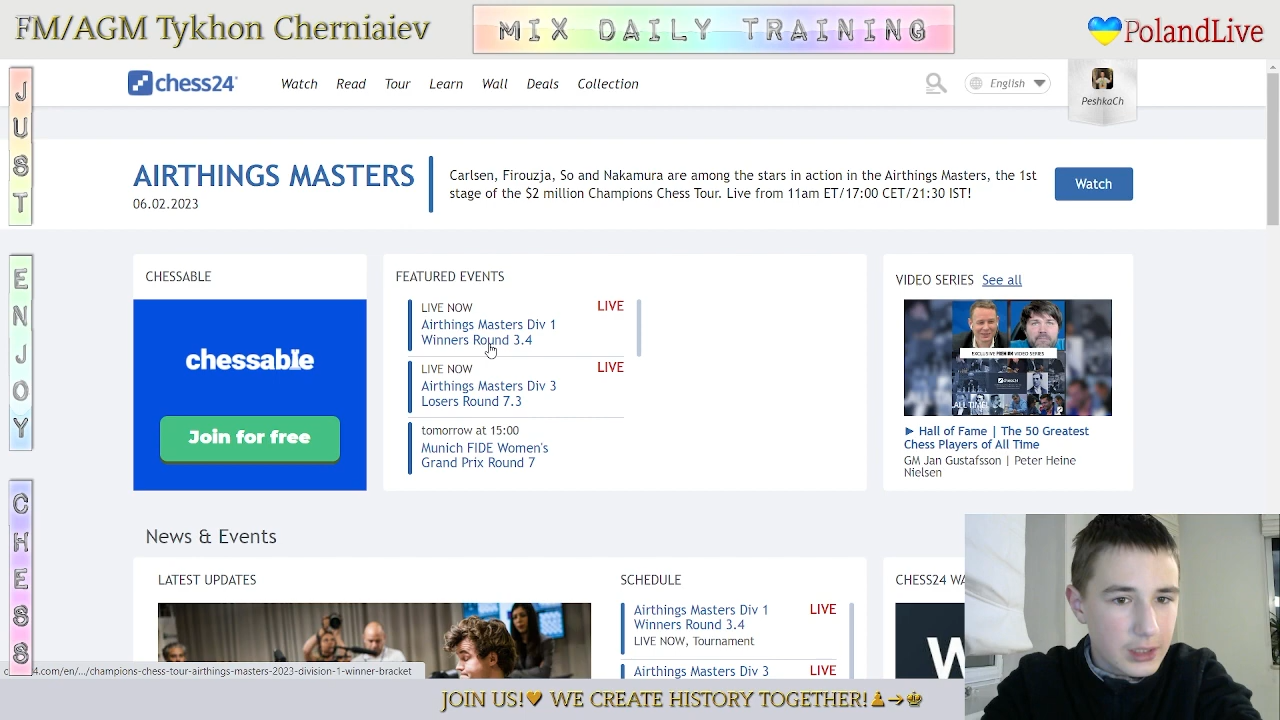 FM/AGM Tykhon Cherniaiev
MIX DAILY TRAINING
PolandLive
JUST
ENJOY
CHESS
chess24
Watch Read Learn Wall Deals Collection
English
PeshkaCh
AIRTHINGS MASTERS
06.02.2023
Carlsen, Firouzja, So and Nakamura are among the stars in action in the Airthings Masters, the 1st
stage of the $2 million Champions Chess Tour. Live from 11am ET/17:00 CET/21:30 IST!
Watch
CHESSABLE
chessable
Join for free
FEATURED EVENTS
LIVE NOW LIVE
Airthings Masters Div 1
Winners Round 3.4
LIVE NOW LIVE
Airthings Masters Div 3
Losers Round 7.3
tomorrow at 15:00
Munich FIDE Women's
Grand Prix Round 7
VIDEO SERIES See all
EXCLUSIVE PREMIUM VIDEO SERIES
Hall of Fame | The 50 Greatest
Chess Players of All Time
GM Jan Gustafsson | Peter Heine
Nielsen
News & Events
LATEST UPDATES
SCHEDULE
Airthings Masters Div 1 LIVE
Winners Round 3.4
LIVE NOW, Tournament
Airthings Masters Div 3 LIVE
CHESS24
4.com/en/.../champions-chess-tour-airthings-masters-2023-division-1-winner-bracket
JOIN US! WE CREATE HISTORY TOGETHER!